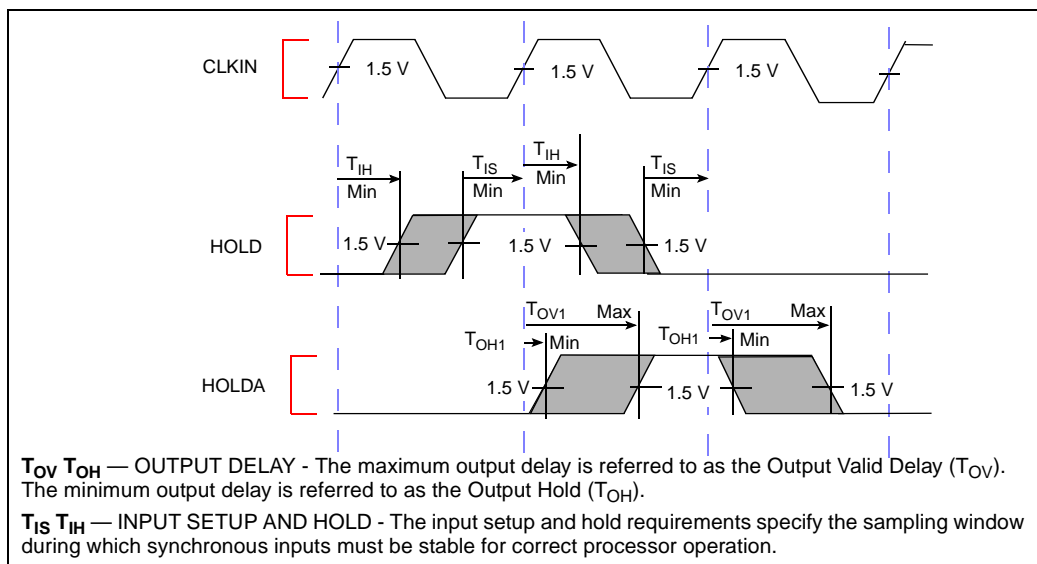 CLKIN
1.5 V
1.5 V
1.5 V
T_IH
Min
T_IS
Min
T_IH
Min
T_IS
Min
HOLD
1.5 V
1.5 V
1.5 V
T_OV1 Max
T_OH1 Min
T_OV1 Max
T_OH1 Min
HOLDA
1.5 V
1.5 V
1.5 V
T_OV T_OH — OUTPUT DELAY - The maximum output delay is referred to as the Output Valid Delay (T_OV).
The minimum output delay is referred to as the Output Hold (T_OH).
T_IS T_IH — INPUT SETUP AND HOLD - The input setup and hold requirements specify the sampling window
during which synchronous inputs must be stable for correct processor operation.